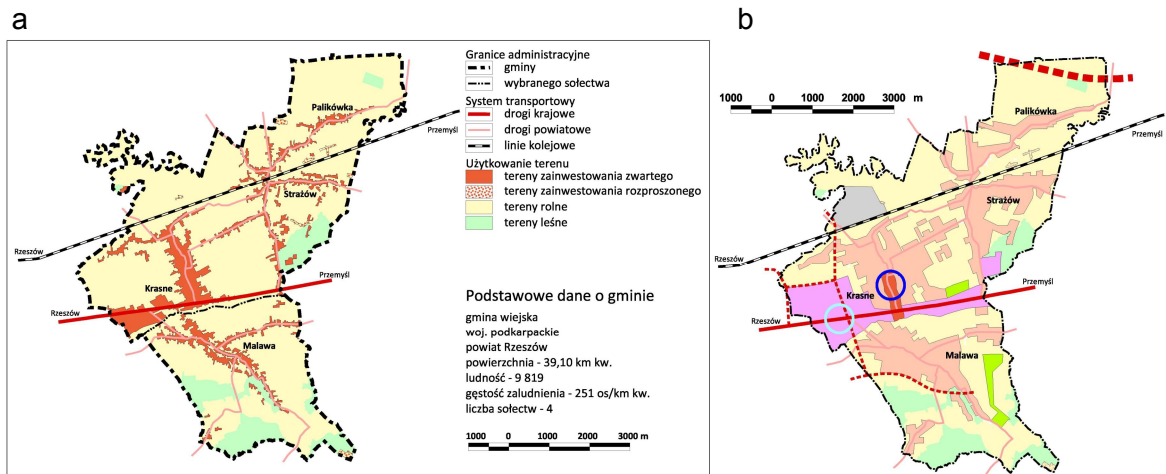 a
Granice administracyjne
gminy
wybranego sołectwa
System transportowy
drogi krajowe
drogi powiatowe
linie kolejowe
Użytkowanie terenu
tereny zainwestowania zwartego
tereny zainwestowania rozproszonego
tereny rolne
tereny leśne
Palikówka
Przemyśl
Strażów
Rzeszów
Krasne
Przemyśl
Rzeszów
Malawa
Podstawowe dane o gminie
gmina wiejska
woj. podkarpackie
powiat Rzeszów
powierzchnia - 39,10 km kw.
ludność - 9 819
gęstość zaludnienia - 251 os/km kw.
liczba sołectw - 4
1000 0 1000 2000 3000 m
b
1000 0 1000 2000 3000 m
Palikówka
Przemyśl
Strażów
Rzeszów
Krasne
Przemyśl
Rzeszów
Malawa